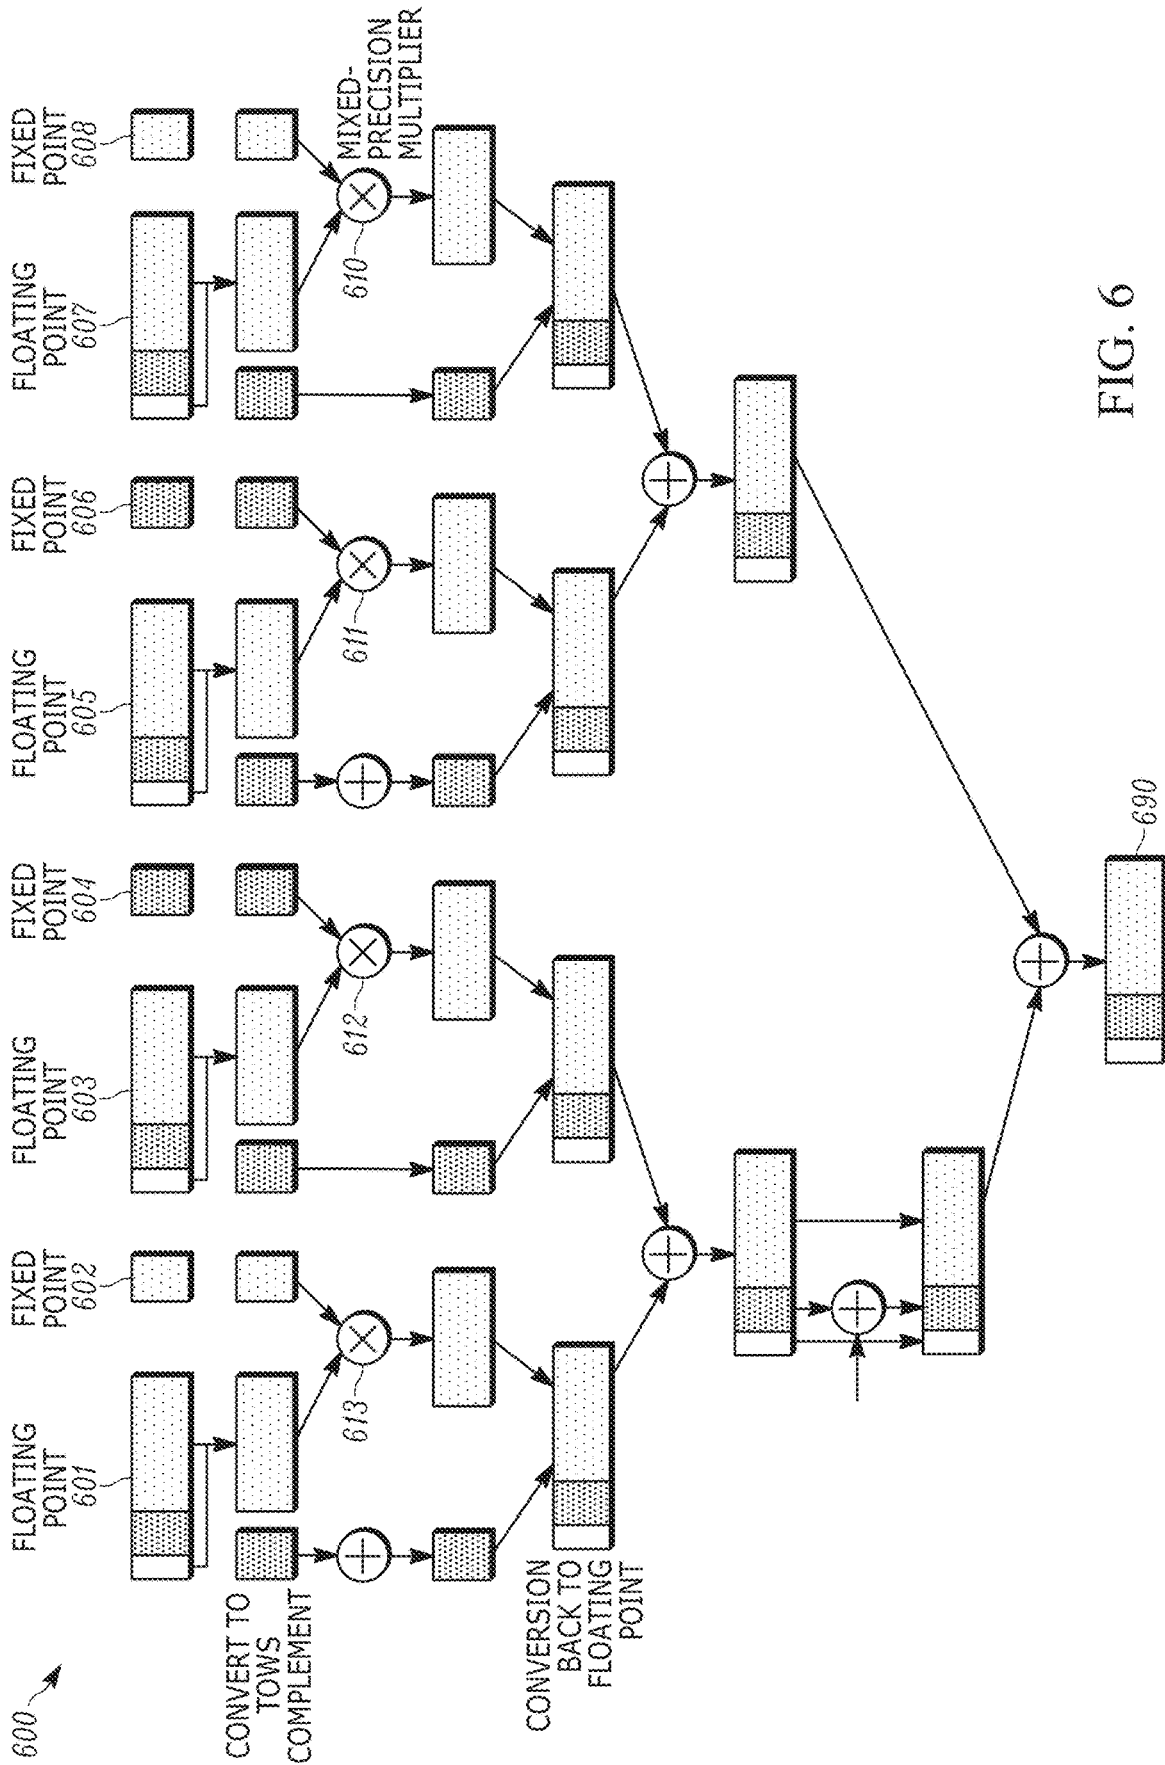 600
FLOATING
POINT
601
FIXED
POINT
602
FLOATING
POINT
603
FIXED
POINT
604
FLOATING
POINT
605
FIXED
POINT
606
FLOATING
POINT
607
FIXED
POINT
608
CONVERT TO
TOWS
COMPLEMENT
613
612
611
610
MIXED-
PRECISION
MULTIPLIER
CONVERSION
BACK TO
FLOATING
POINT
690
FIG. 6